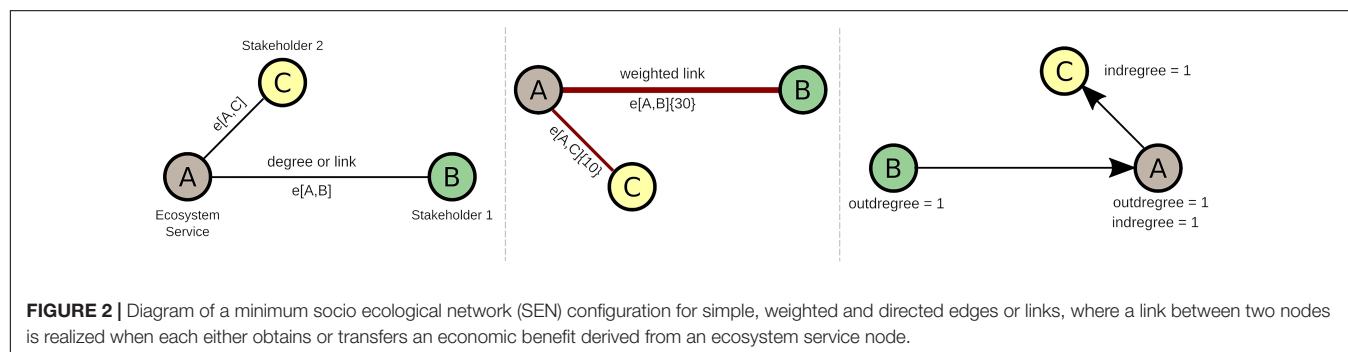 Stakeholder 2
C
e[A,C]
A
degree or link
e[A,B]
B
Ecosystem
Service
Stakeholder 1
A
weighted link
e[A,B]{30}
B
e[A,C]{10}
C
C
indregree = 1
B
outdregree = 1
A
outdregree = 1
indregree = 1
FIGURE 2 | Diagram of a minimum socio ecological network (SEN) configuration for simple, weighted and directed edges or links, where a link between two nodes
is realized when each either obtains or transfers an economic benefit derived from an ecosystem service node.